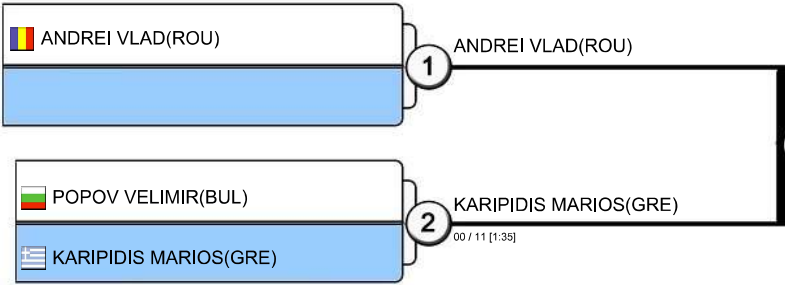 ANDREI VLAD(ROU)
1
ANDREI VLAD(ROU)
POPOV VELIMIR(BUL)
KARIPIDIS MARIOS(GRE)
2
KARIPIDIS MARIOS(GRE)
00 / 11 [1:35]